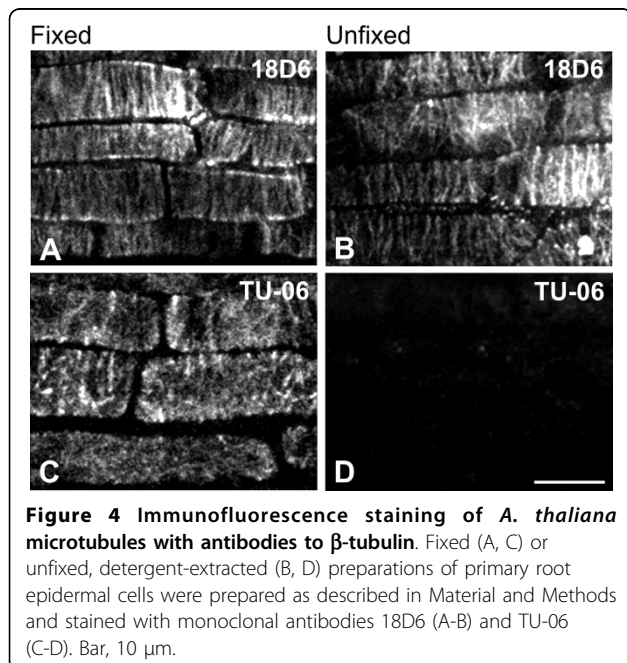 Fixed
Unfixed
18D6
18D6
A
B
TU-06
TU-06
C
D
Figure 4 Immunofluorescence staining of A. thaliana
microtubules with antibodies to β-tubulin. Fixed (A, C) or
unfixed, detergent-extracted (B, D) preparations of primary root
epidermal cells were prepared as described in Material and Methods
and stained with monoclonal antibodies 18D6 (A-B) and TU-06
(C-D). Bar, 10 μm.